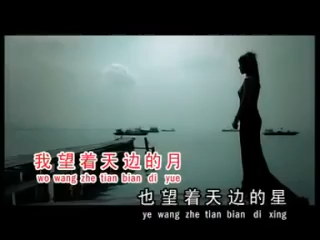 我望着天边的月
wo wang zhe tian bian di yue
也望着天边的星
ye wang zhe tian bian di xing